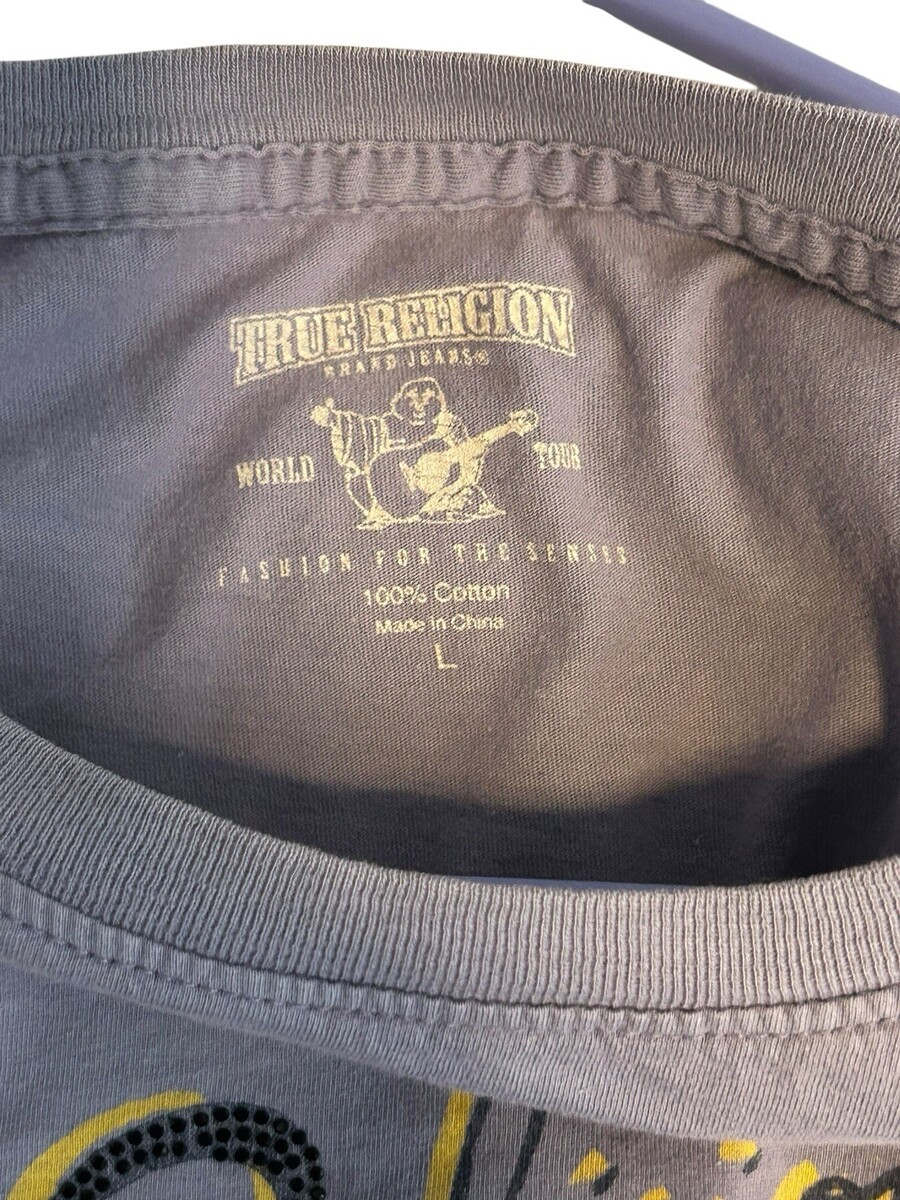 TRUE RELIGION
BRAND JEANS®
WORLD TOUR
FASHION FOR THE SENSES
100% Cotton
Made in China
L